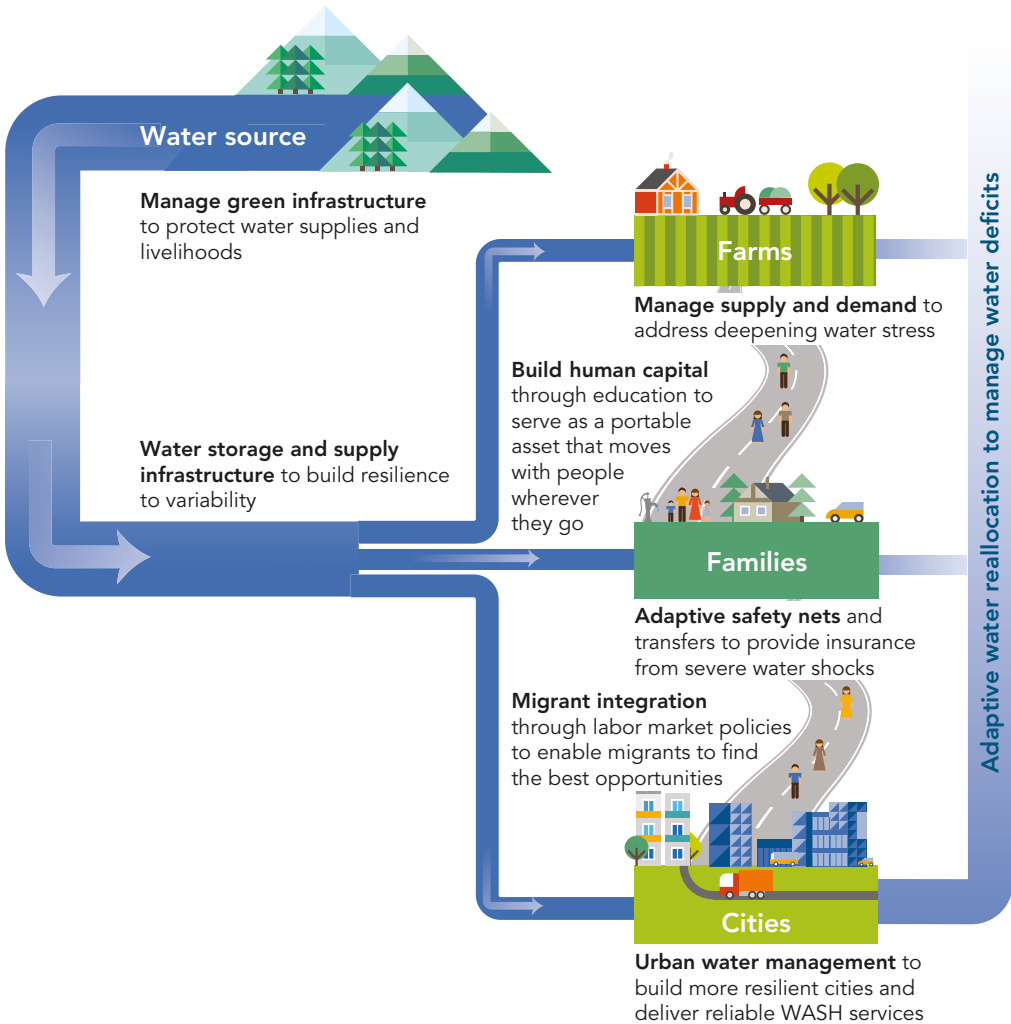 Water source
Manage green infrastructure
to protect water supplies and
livelihoods
Water storage and supply
infrastructure to build resilience
to variability
Farms
Manage supply and demand to
address deepening water stress
Build human capital
through education to
serve as a portable
asset that moves
with people
wherever
they go
Families
Adaptive safety nets and
transfers to provide insurance
from severe water shocks
Migrant integration
through labor market policies
to enable migrants to find
the best opportunities
Cities
Urban water management to
build more resilient cities and
deliver reliable WASH services
Adaptive water reallocation to manage water deficits